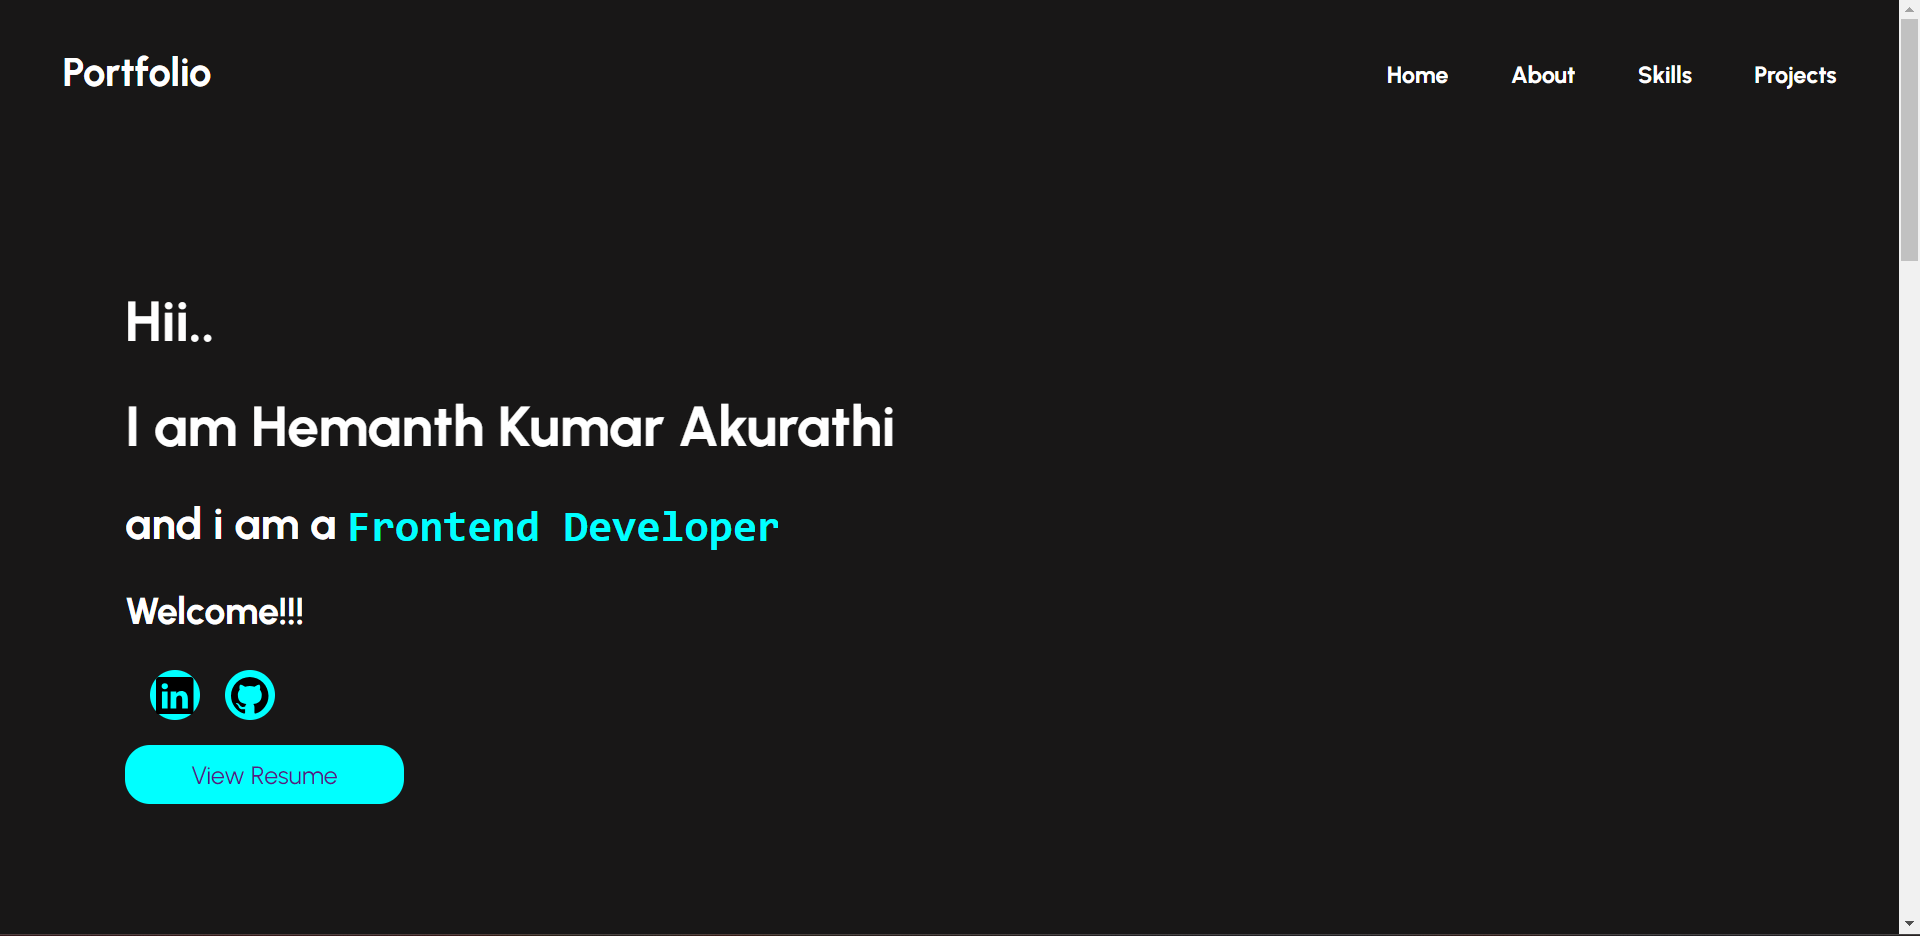 Portfolio
Home About Skills Projects
Hii..
I am Hemanth Kumar Akurathi
and i am a Frontend Developer
Welcome!!!
in
View Resume